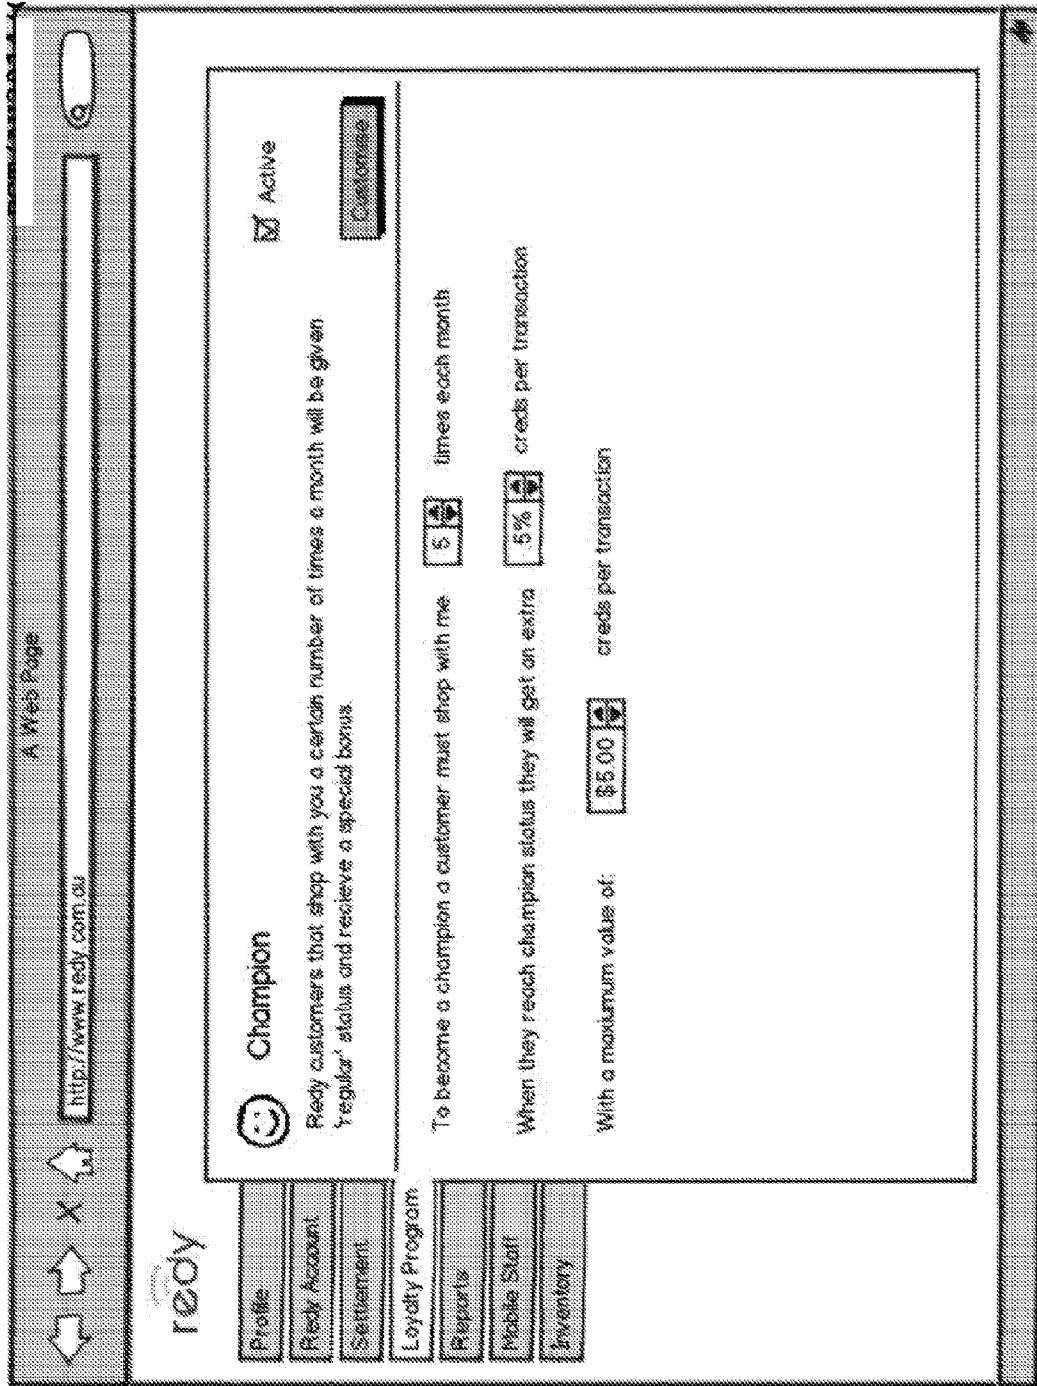 A Web Page
http://www.redy.com.au
redy
Profile
Redy Account
Settlement
Loyalty Program
Reports
Mobile Staff
Inventory
Champion
Active
Redy customers that shop with you a certain number of times a month will be given
'regular' status and recieve a special bonus.
Customise
To become a champion a customer must shop with me 5 times each month
When they reach champion status they will get an extra .5% creds per transaction
With a maxiumum value of: $5.00 creds per transaction